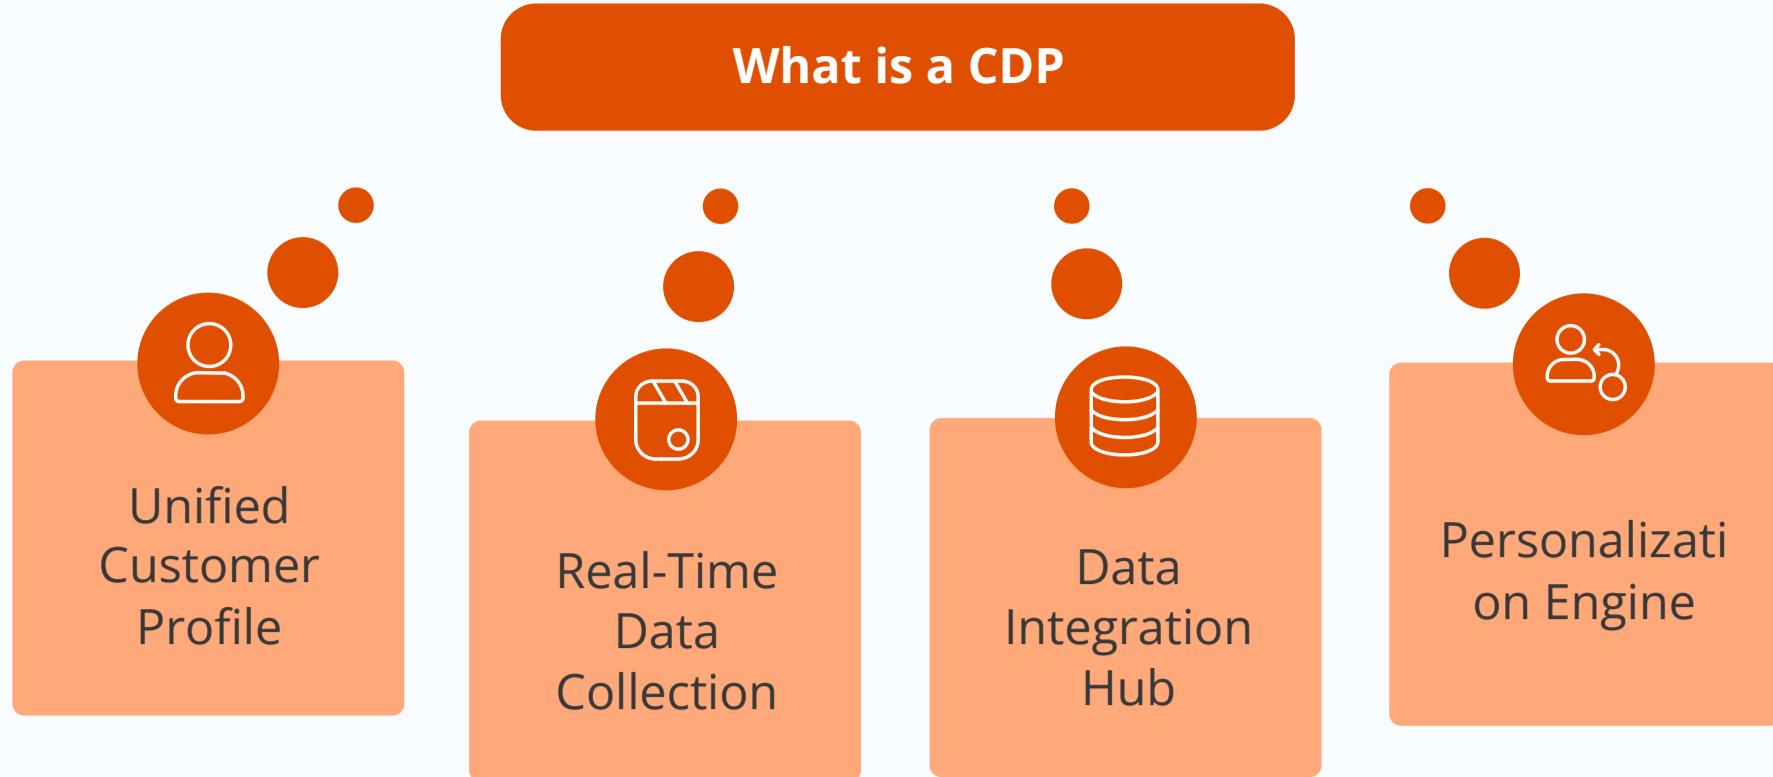 What is a CDP
Unified
Customer
Profile
Real-Time
Data
Collection
Data
Integration
Hub
Personalizati
on Engine